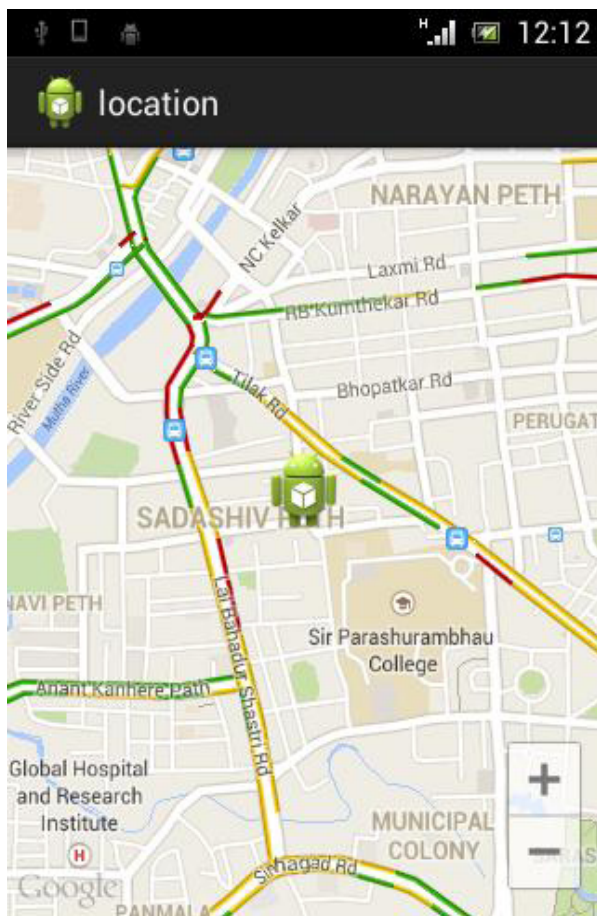 H
12:12
location
NARAYAN PETH
NC Kelkar
Laxmi Rd
RB Kumthekar Rd
River Side Rd
Mutha River
Tilak Rd
Bhopatkar Rd
PERUGAT
SADASHIV PETH
NAVI PETH
Sir Parashurambhau
College
Lal Bahadur Shastri Rd
Anant Kanhere Path
Global Hospital
and Research
Institute
H
+
MUNICIPAL
COLONY
−
Sinhagad Rd
Google
PANMALA